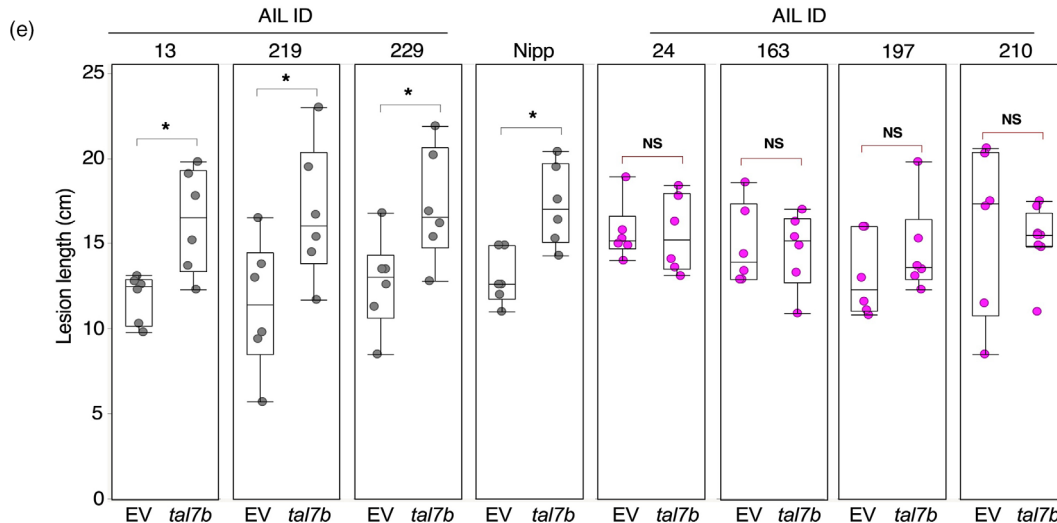 (e)
AIL ID AIL ID
13 219 229 Nipp 24 163 197 210
Lesion length (cm)
25
20
15
10
5
0
* * * * NS NS NS NS
EV tal7b EV tal7b EV tal7b EV tal7b EV tal7b EV tal7b EV tal7b EV tal7b